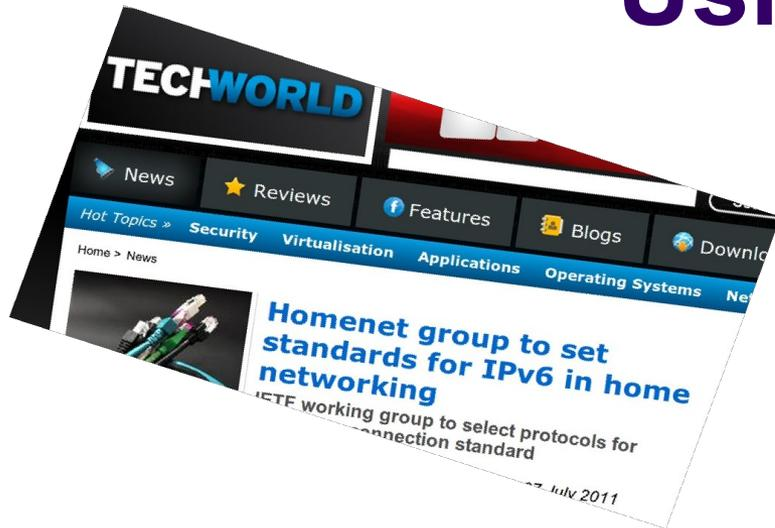 TECHWORLD
News
Reviews
Features
Blogs
Hot Topics »
Security
Virtualisation
Applications
Operating Systems
Home > News
Homenet group to set
standards for IPv6 in home
networking
IETF working group to select protocols for
connection standard
July 2011